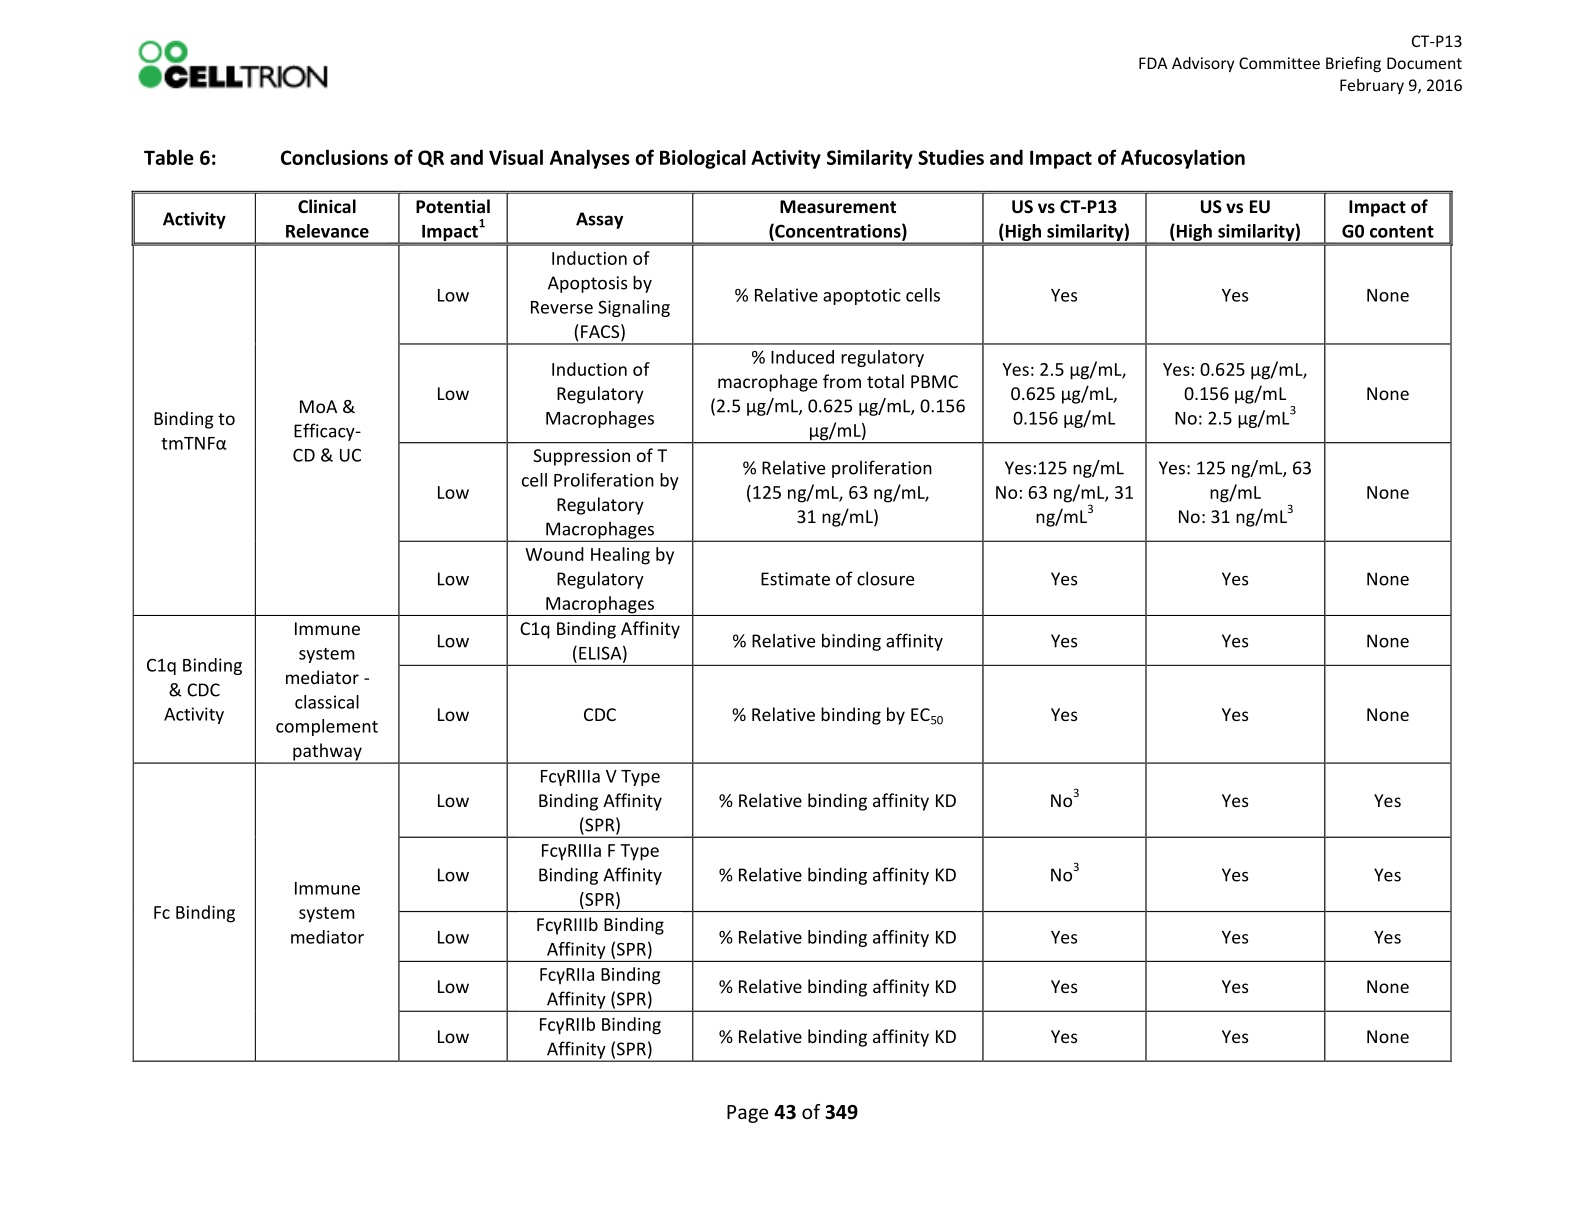 CELLTRION
CT-P13
FDA Advisory Committee Briefing Document
February 9, 2016
Table 6: Conclusions of QR and Visual Analyses of Biological Activity Similarity Studies and Impact of Afucosylation
Activity
Clinical
Relevance
Potential
Impact1
Assay
Measurement
(Concentrations)
US vs CT-P13
(High similarity)
US vs EU
(High similarity)
Impact of
G0 content
Binding to
tmTNFα
MoA &
Efficacy-
CD & UC
Low
Induction of
Apoptosis by
Reverse Signaling
(FACS)
% Relative apoptotic cells
Yes
Yes
None
Low
Induction of
Regulatory
Macrophages
% Induced regulatory
macrophage from total PBMC
(2.5 µg/mL, 0.625 µg/mL, 0.156
µg/mL)
Yes: 2.5 µg/mL,
0.625 µg/mL,
0.156 µg/mL
Yes: 0.625 µg/mL,
0.156 µg/mL
No: 2.5 µg/mL3
None
Low
Suppression of T
cell Proliferation by
Regulatory
Macrophages
% Relative proliferation
(125 ng/mL, 63 ng/mL,
31 ng/mL)
Yes:125 ng/mL
No: 63 ng/mL, 31
ng/mL3
Yes: 125 ng/mL, 63
ng/mL
No: 31 ng/mL3
None
Low
Wound Healing by
Regulatory
Macrophages
Estimate of closure
Yes
Yes
None
C1q Binding
& CDC
Activity
Immune
system
mediator -
classical
complement
pathway
Low
C1q Binding Affinity
(ELISA)
% Relative binding affinity
Yes
Yes
None
Low
CDC
% Relative binding by EC50
Yes
Yes
None
Fc Binding
Immune
system
mediator
Low
FcγRIIIa V Type
Binding Affinity
(SPR)
% Relative binding affinity KD
No3
Yes
Yes
Low
FcγRIIIa F Type
Binding Affinity
(SPR)
% Relative binding affinity KD
No3
Yes
Yes
Low
FcγRIIIb Binding
Affinity (SPR)
% Relative binding affinity KD
Yes
Yes
Yes
Low
FcγRIIa Binding
Affinity (SPR)
% Relative binding affinity KD
Yes
Yes
None
Low
FcγRIIb Binding
Affinity (SPR)
% Relative binding affinity KD
Yes
Yes
None
Page 43 of 349